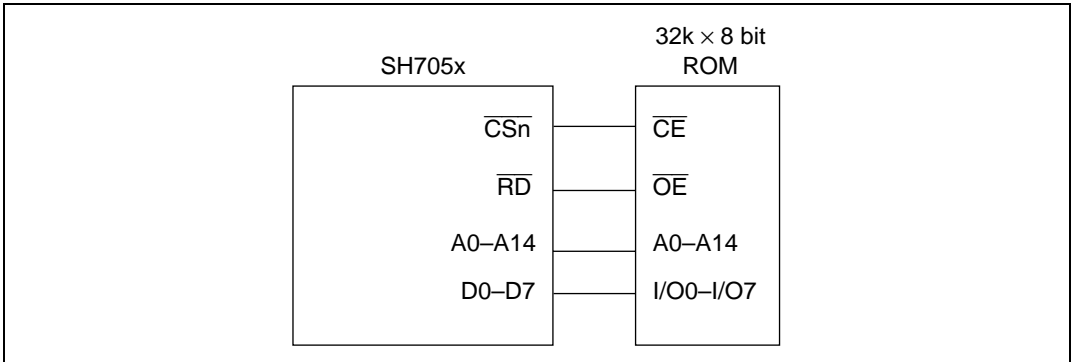 32k × 8 bit
SH705x ROM
CSn CE
RD OE
A0–A14 A0–A14
D0–D7 I/O0–I/O7